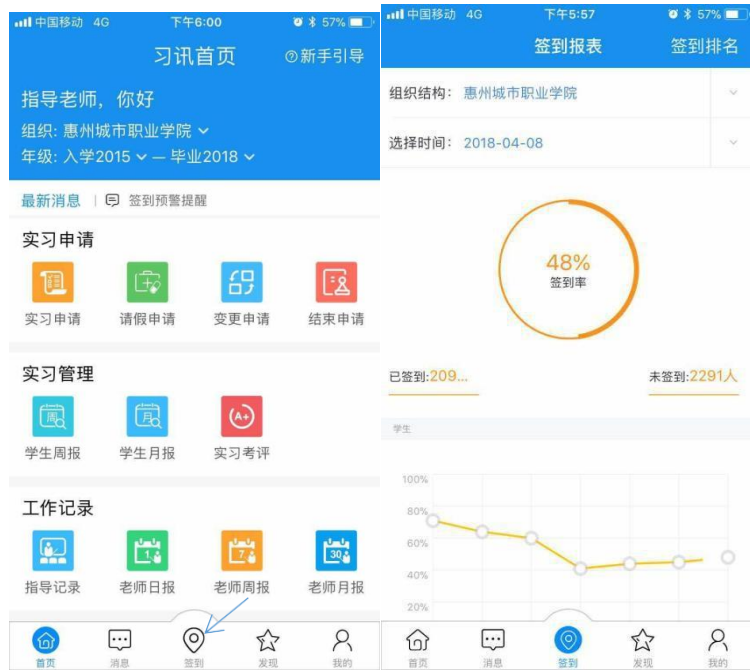 中国移动 4G 下午6:00 57%
习讯首页 新手引导
指导老师，你好
组织: 惠州城市职业学院
年级: 入学2015 — 毕业2018
最新消息 签到预警提醒
实习申请
实习申请 请假申请 变更申请 结束申请
实习管理
周 月 A+
学生周报 学生月报 实习考评
工作记录
1 7 30
指导记录 老师日报 老师周报 老师月报
首页 消息 签到 发现 我的
中国移动 4G 下午5:57 57%
签到报表 签到排名
组织结构： 惠州城市职业学院
选择时间： 2018-04-08
48%
签到率
已签到:209... 未签到:2291人
学生
100%
80%
60%
40%
20%
首页 消息 签到 发现 我的